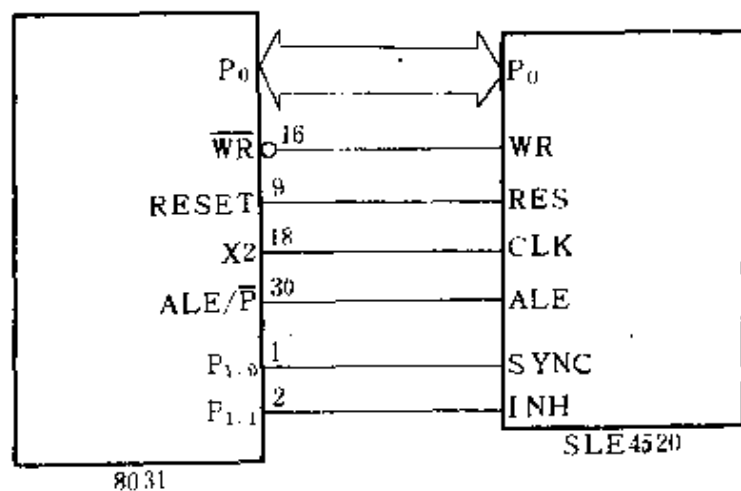 P₀ P₀
W̅R̅ 16 WR
RESET 9 RES
X2 18 CLK
ALE/P̅ 30 ALE
P₁.₀ 1 SYNC
P₁.₁ 2 INH
8031 SLE4520